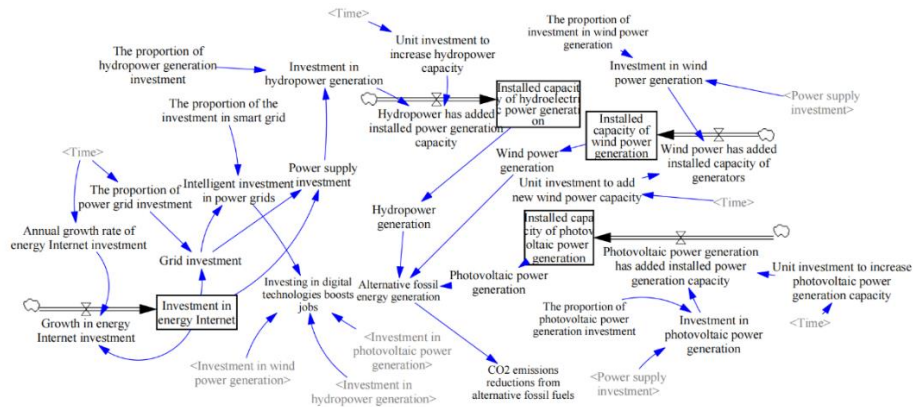 <Time>
The proportion of
hydropower generation
investment
Unit investment to
increase hydropower
capacity
Investment in
hydropower generation
The proportion of
investment in wind power
generation
Investment in wind
power generation
<Power supply
investment>
Installed capacity
y of hydroelectri
c power generati
on
Hydropower has added
installed power generation
capacity
The proportion of the
investment in smart grid
Installed
capacity of
wind power
generation
Wind power has added
installed capacity of
generators
<Time>
Power supply
investment
Wind power
generation
The proportion of
power grid investment
Intelligent investment
in power grids
Unit investment to add
new wind power capacity
<Time>
Annual growth rate of
energy Internet investment
Hydropower
generation
Installed capa
city of photov
oltaic power
generation
Grid investment
Photovoltaic power generation
has added installed power
generation capacity
Unit investment to increase
photovoltaic power
generation capacity
<Time>
Investing in digital
technologies boosts
jobs
Alternative fossil
energy generation
Photovoltaic power
generation
Investment in
energy Internet
Growth in energy
Internet investment
The proportion of
photovoltaic power
generation investment
Investment in
photovoltaic power
generation
<Investment in
photovoltaic power
generation>
<Investment in wind
power generation>
<Investment in
hydropower generation>
CO2 emissions
reductions from
alternative fossil fuels
<Power supply
investment>